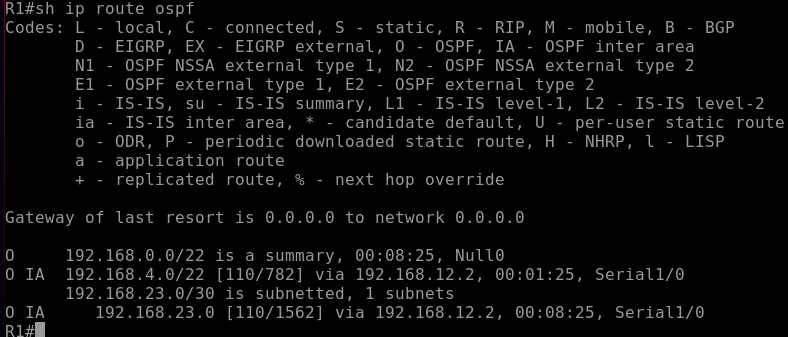 R1#sh ip route ospf
Codes: L - local, C - connected, S - static, R - RIP, M - mobile, B - BGP
       D - EIGRP, EX - EIGRP external, O - OSPF, IA - OSPF inter area
       N1 - OSPF NSSA external type 1, N2 - OSPF NSSA external type 2
       E1 - OSPF external type 1, E2 - OSPF external type 2
       i - IS-IS, su - IS-IS summary, L1 - IS-IS level-1, L2 - IS-IS level-2
       ia - IS-IS inter area, * - candidate default, U - per-user static route
       o - ODR, P - periodic downloaded static route, H - NHRP, l - LISP
       a - application route
       + - replicated route, % - next hop override

Gateway of last resort is 0.0.0.0 to network 0.0.0.0

O     192.168.0.0/22 is a summary, 00:08:25, Null0
O IA  192.168.4.0/22 [110/782] via 192.168.12.2, 00:01:25, Serial1/0
      192.168.23.0/30 is subnetted, 1 subnets
O IA     192.168.23.0 [110/1562] via 192.168.12.2, 00:08:25, Serial1/0
R1#